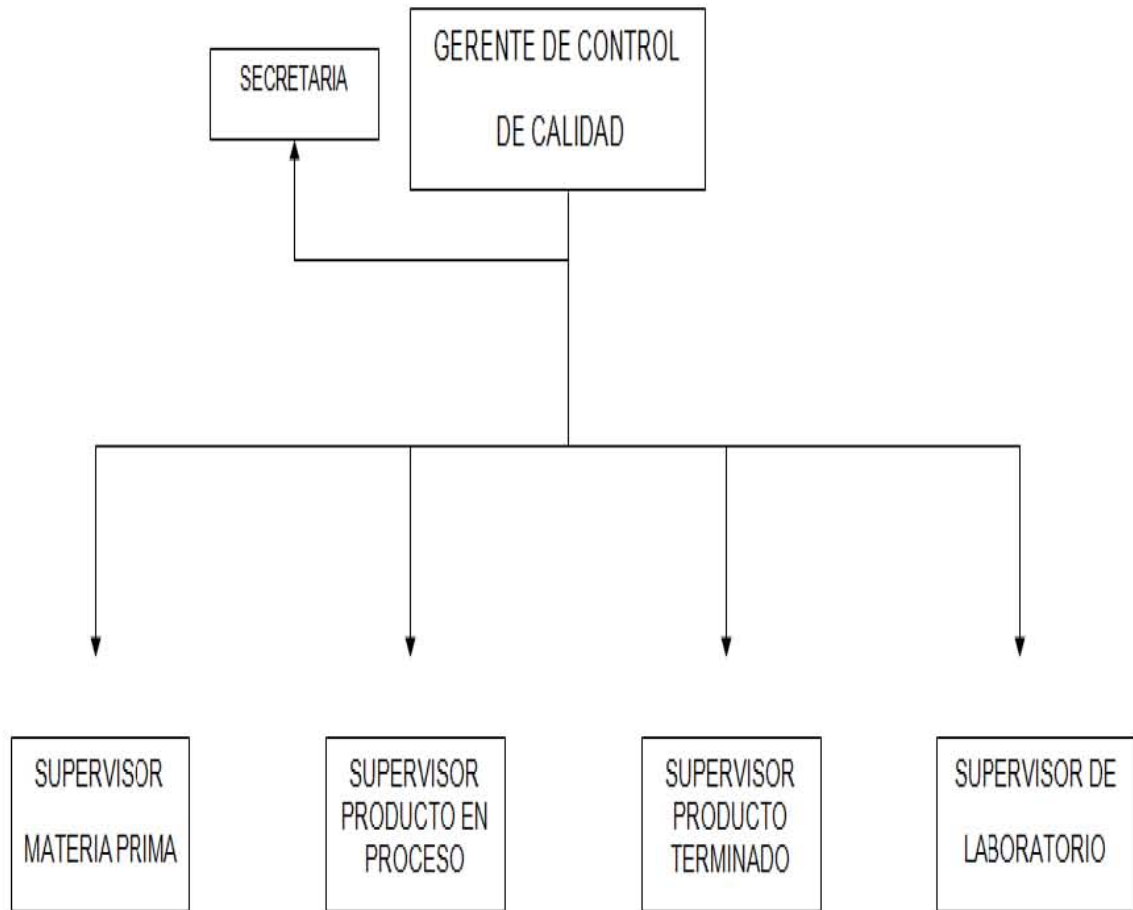 GERENTE DE CONTROL
DE CALIDAD
SECRETARIA
SUPERVISOR
MATERIA PRIMA
SUPERVISOR
PRODUCTO EN
PROCESO
SUPERVISOR
PRODUCTO
TERMINADO
SUPERVISOR DE
LABORATORIO